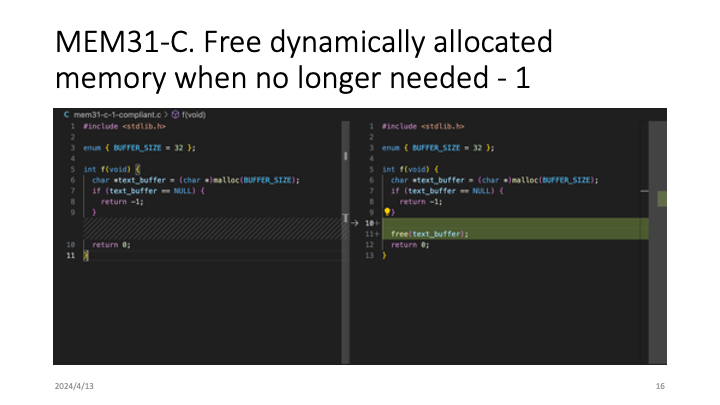 MEM31-C. Free dynamically allocated
memory when no longer needed - 1
C mem31-c-1-compliant.c > f(void)
1 #include <stdlib.h>
2
3 enum { BUFFER_SIZE = 32 };
4
5 int f(void) {
6 char *text_buffer = (char *)malloc(BUFFER_SIZE);
7 if (text_buffer == NULL) {
8 return -1;
9 }
10 return 0;
11 }
1 #include <stdlib.h>
2
3 enum { BUFFER_SIZE = 32 };
4
5 int f(void) {
6 char *text_buffer = (char *)malloc(BUFFER_SIZE);
7 if (text_buffer == NULL) {
8 return -1;
9 }
10+
11+ free(text_buffer);
12 return 0;
13 }
2024/4/13
16